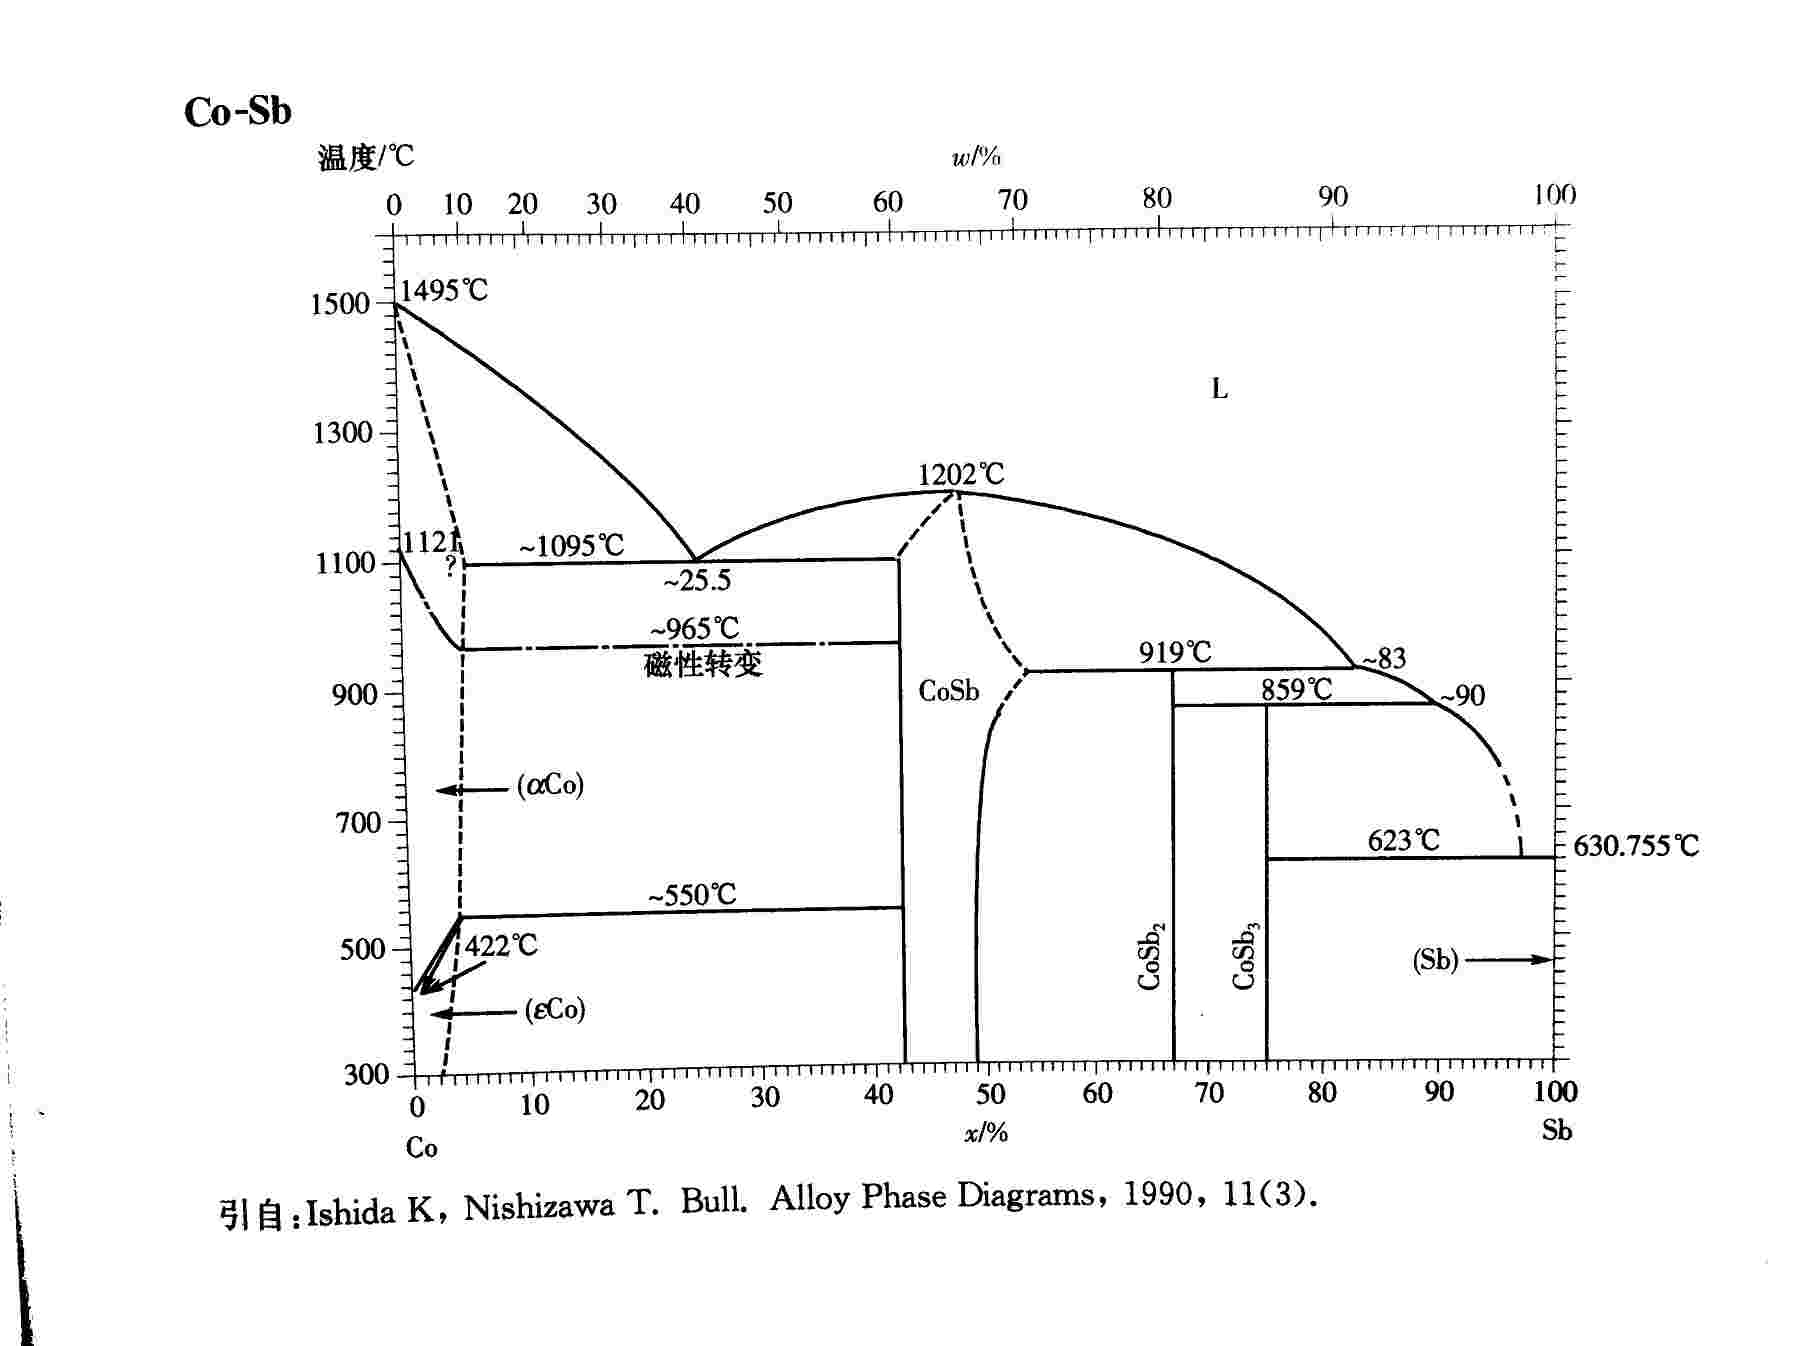 Co-Sb
温度/℃
w/%
0 10 20 30 40 50 60 70 80 90 100
1495℃
1500
L
1300
1202℃
1121
?
~1095℃
1100
~25.5
~965℃
磁性转变
919℃
~83
CoSb
859℃
~90
900
(αCo)
700
623℃
630.755℃
~550℃
422℃
500
CoSb₂
CoSb₃
(Sb)
(εCo)
300
0 10 20 30 40 50 60 70 80 90 100
Co
x/%
Sb
引自:Ishida K, Nishizawa T. Bull. Alloy Phase Diagrams, 1990, 11(3).